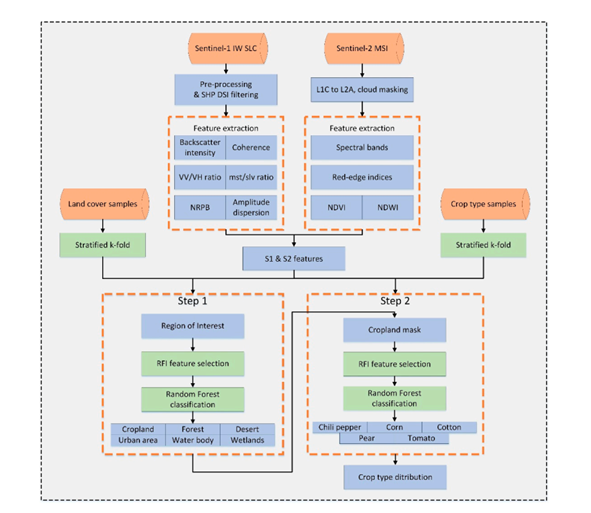 Sentinel-1 IW SLC
Sentinel-2 MSI
Pre-processing
& SHP DSI filtering
L1C to L2A, cloud masking
Feature extraction
Backscatter
intensity
Coherence
VV/VH ratio
mst/slv ratio
NRPB
Amplitude
dispersion
Feature extraction
Spectral bands
Red-edge indices
NDVI
NDWI
Land cover samples
Stratified k-fold
Crop type samples
Stratified k-fold
S1 & S2 features
Step 1
Region of Interest
RFI feature selection
Random Forest
classification
Cropland
Forest
Desert
Urban area
Water body
Wetlands
Step 2
Cropland mask
RFI feature selection
Random Forest
classification
Chili pepper
Corn
Cotton
Pear
Tomato
Crop type ditribution